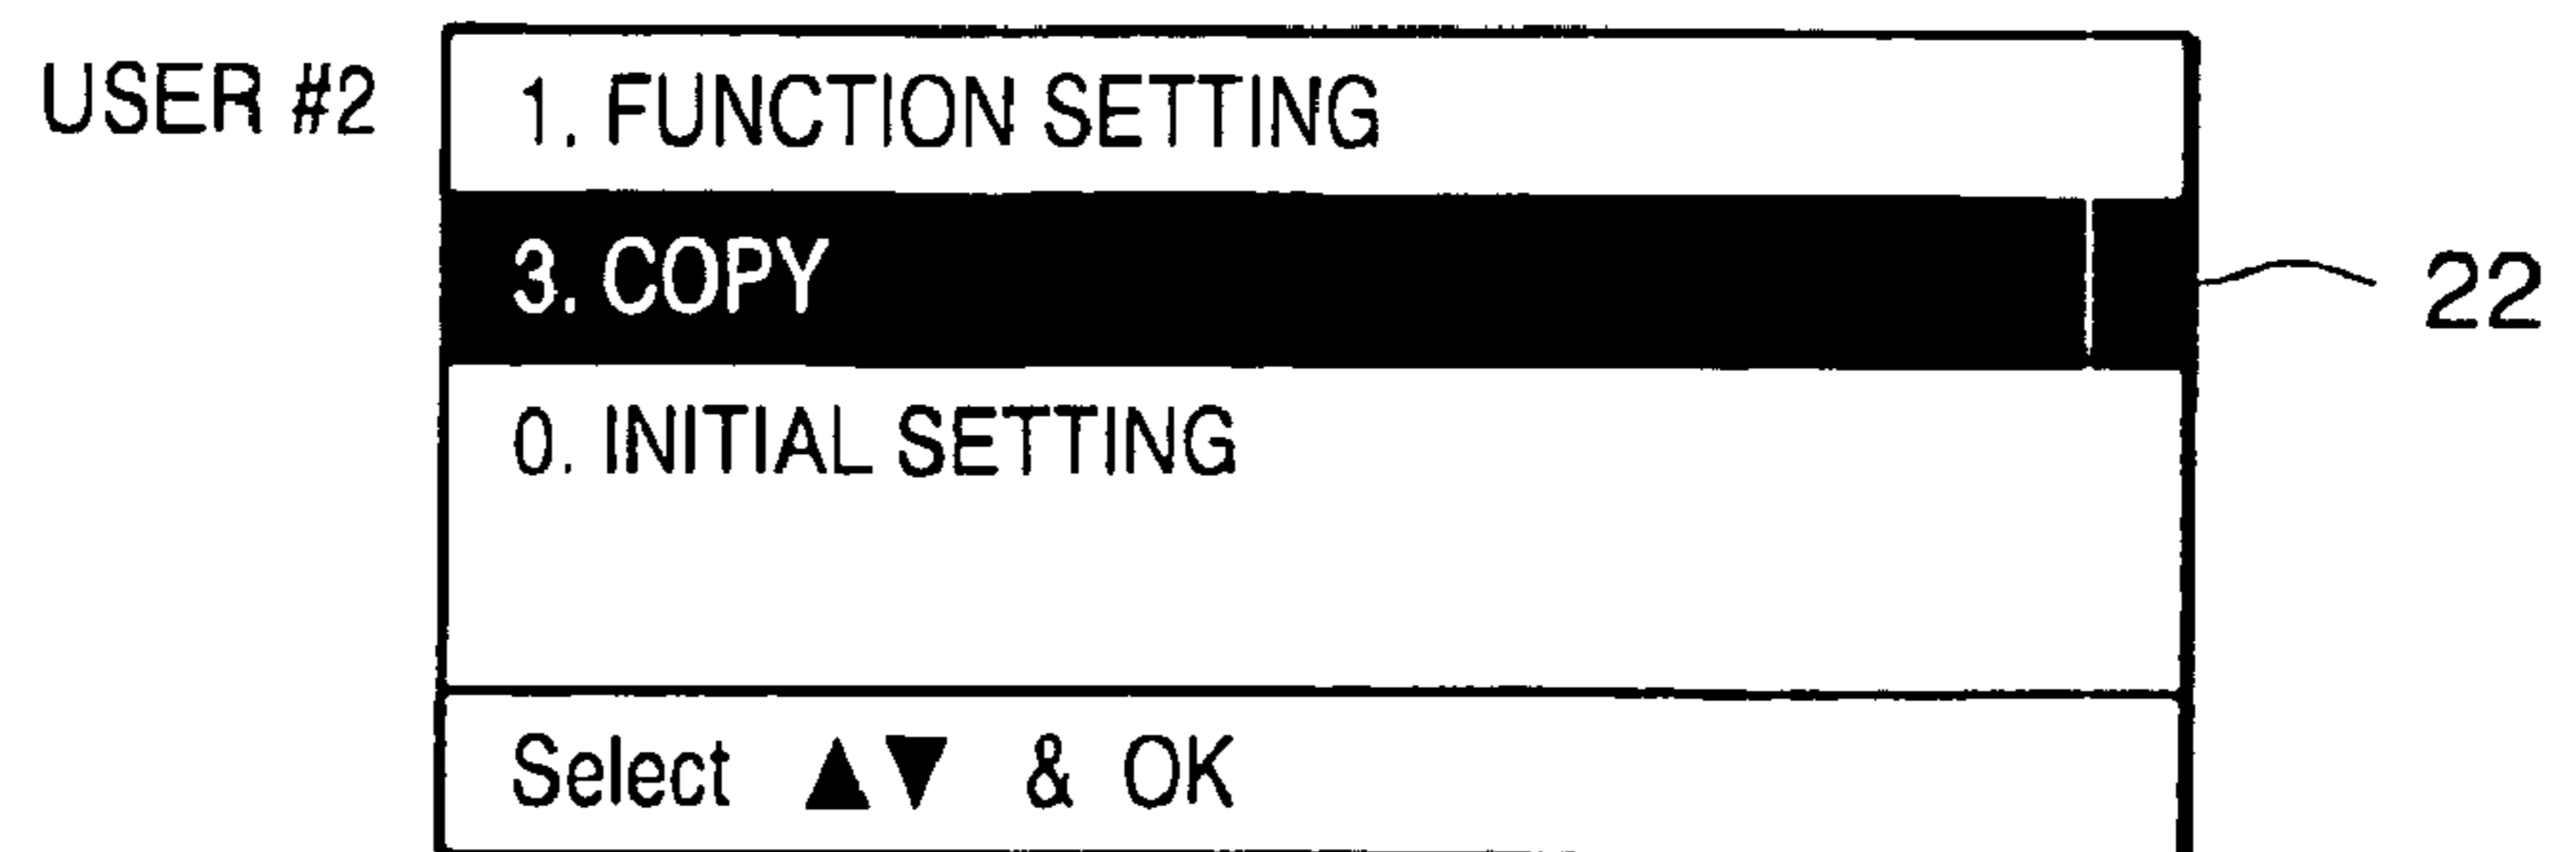 USER #2
1. FUNCTION SETTING
3. COPY
22
0. INITIAL SETTING
Select ▲▼ & OK